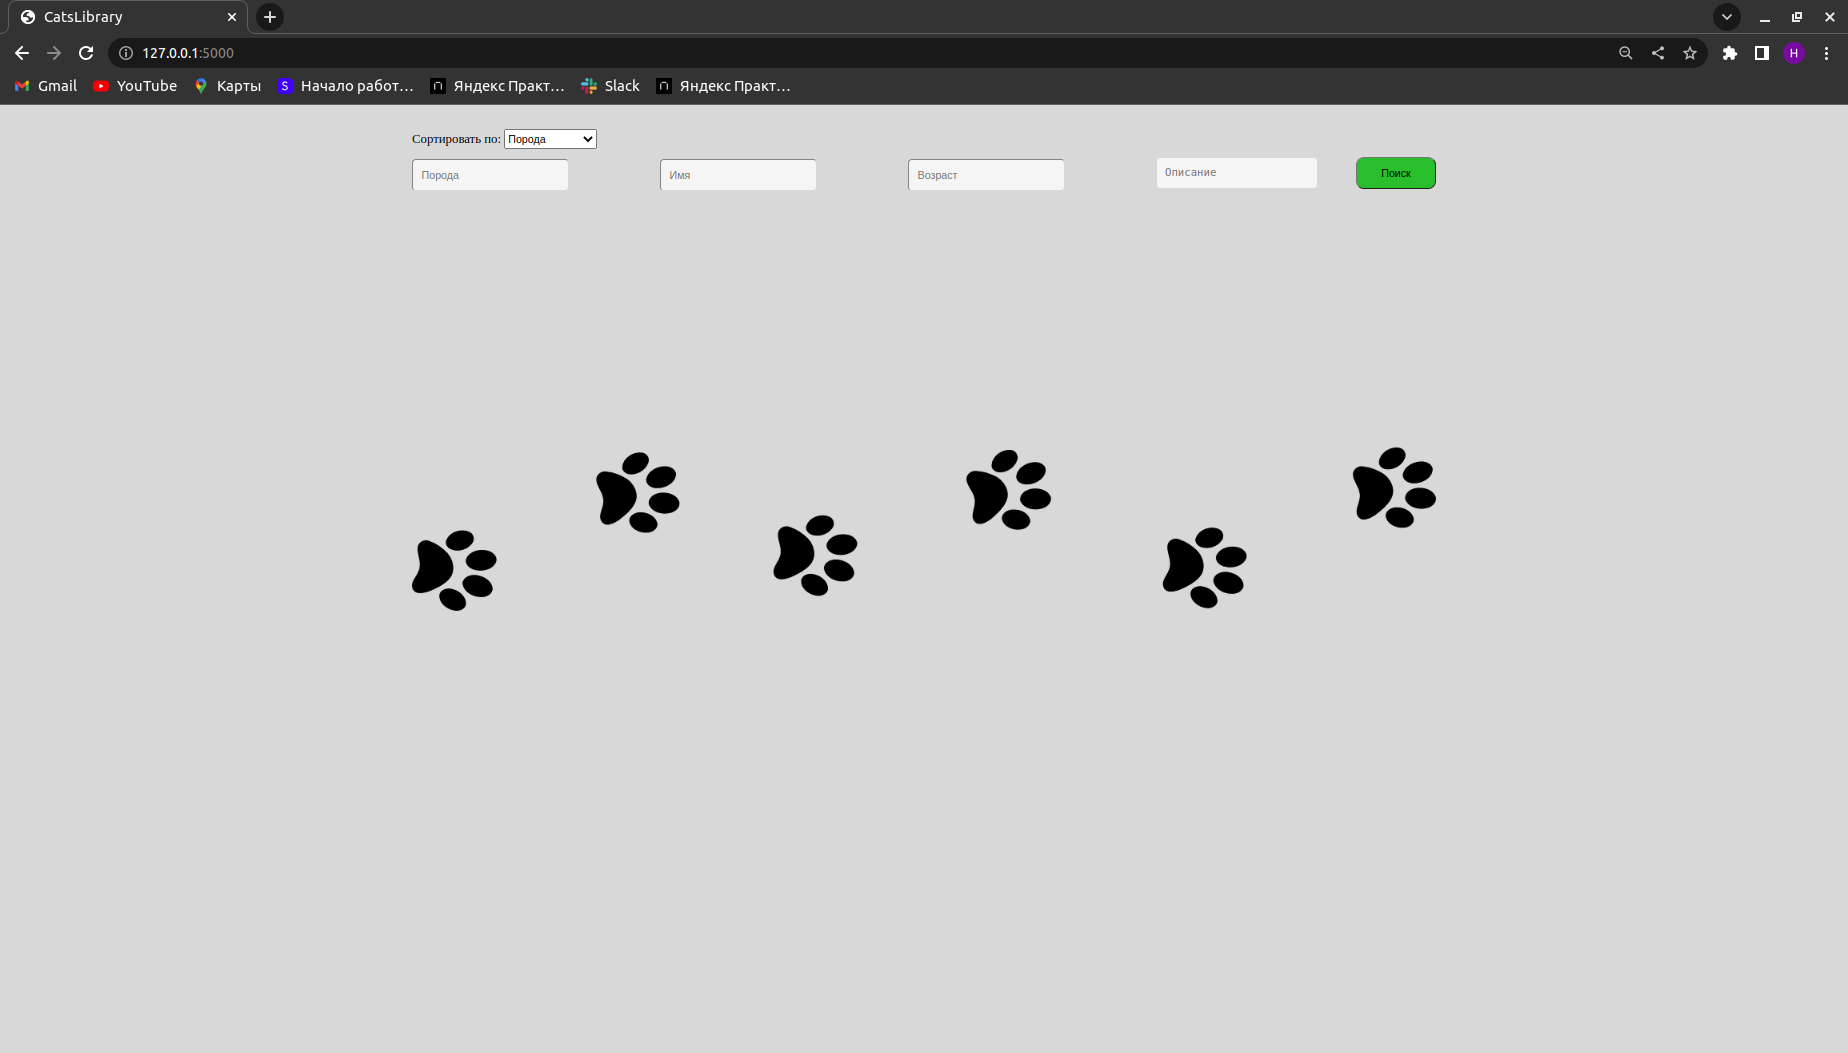 CatsLibrary
127.0.0.1:5000
H
Gmail YouTube Карты S Начало работ… Яндекс Практ… Slack Яндекс Практ…
Сортировать по: Порода
Порода Имя Возраст Описание Поиск